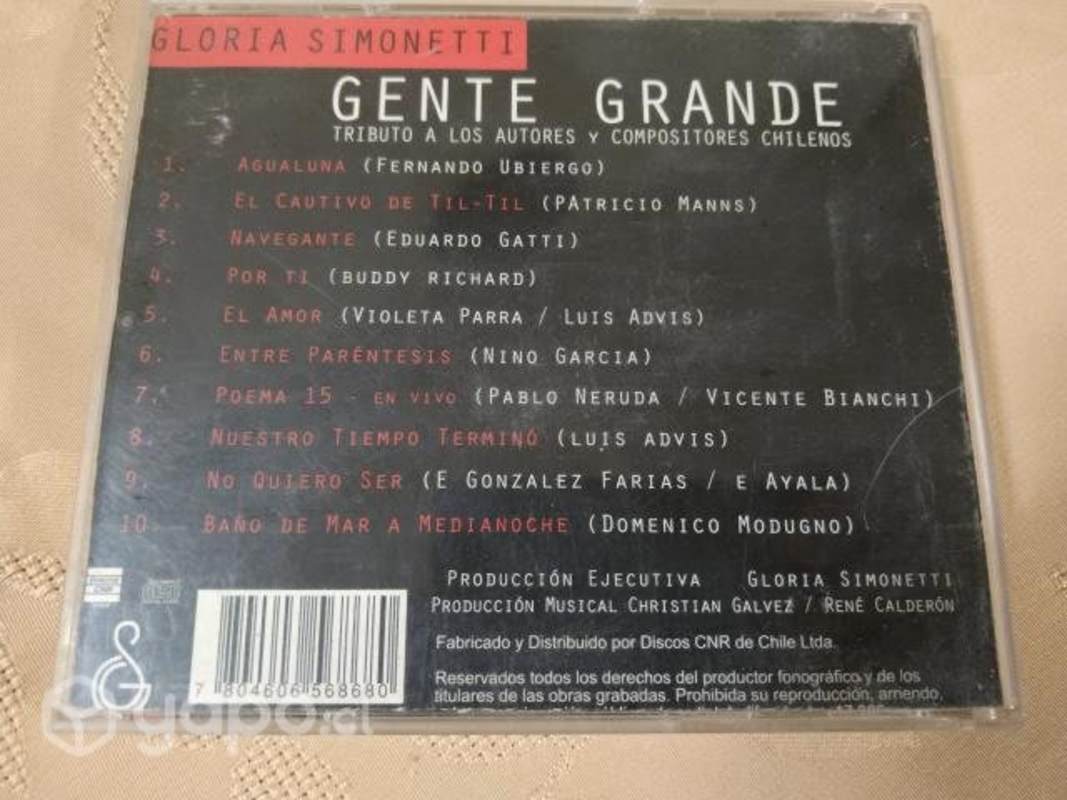 GLORIA SIMONETTI
GENTE GRANDE
TRIBUTO A LOS AUTORES Y COMPOSITORES CHILENOS
1. AGUALUNA (FERNANDO UBIERGO)
2. EL CAUTIVO DE TIL-TIL (PATRICIO MANNS)
3. NAVEGANTE (EDUARDO GATTI)
4. POR TI (BUDDY RICHARD)
5. EL AMOR (VIOLETA PARRA / LUIS ADVIS)
6. ENTRE PARÉNTESIS (NINO GARCIA)
7. POEMA 15 - EN VIVO (PABLO NERUDA / VICENTE BIANCHI)
8. NUESTRO TIEMPO TERMINÓ (LUIS ADVIS)
9. NO QUIERO SER (E GONZALEZ FARIAS / E AYALA)
10. BAÑO DE MAR A MEDIANOCHE (DOMENICO MODUGNO)
PRODUCCIÓN EJECUTIVA GLORIA SIMONETTI
PRODUCCIÓN MUSICAL CHRISTIAN GALVEZ / RENÉ CALDERÓN
Fabricado y Distribuido por Discos CNR de Chile Ltda.
Reservados todos los derechos del productor fonográfico y de los
titulares de las obras grabadas. Prohibida su reproducción, arriendo,
7 804606 568680
yapo.cl